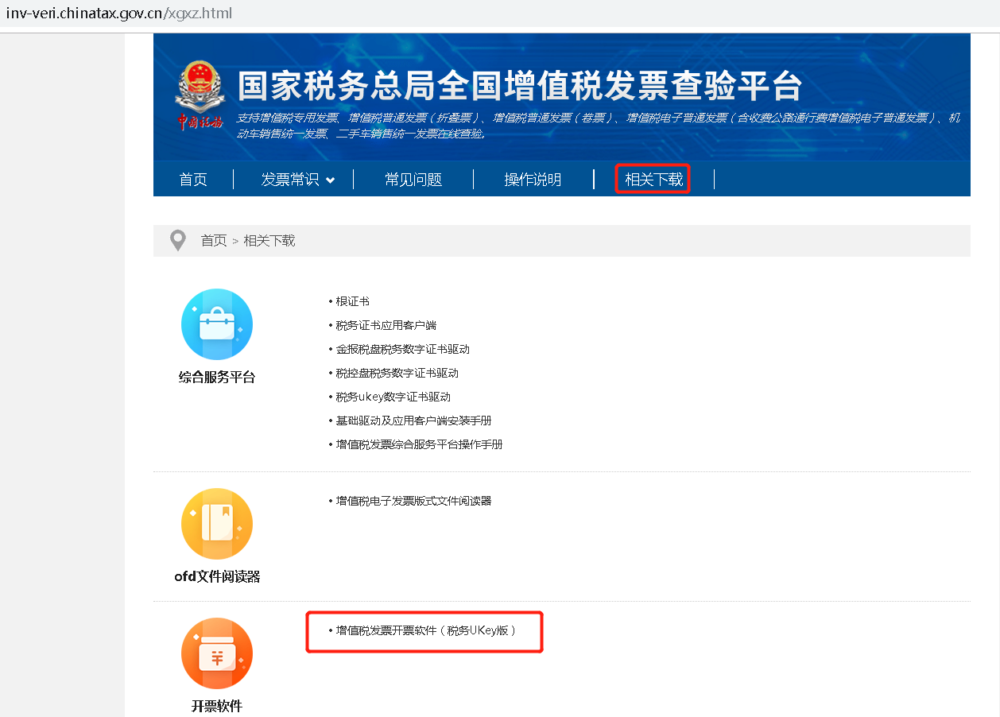 inv-veri.chinatax.gov.cn/xgxz.html
国家税务总局全国增值税发票查验平台
中国税务
支持增值税专用发票、增值税普通发票（折叠票）、增值税普通发票（卷票）、增值税电子普通发票（含收费公路通行费增值税电子普通发票）、机
动车销售统一发票、二手车销售统一发票在线查验。
首页 发票常识 常见问题 操作说明 相关下载
首页 > 相关下载
• 根证书
• 税务证书应用客户端
• 金报税盘税务数字证书驱动
• 税控盘税务数字证书驱动
综合服务平台
• 税务ukey数字证书驱动
• 基础驱动及应用客户端安装手册
• 增值税发票综合服务平台操作手册
• 增值税电子发票版式文件阅读器
ofd文件阅读器
• 增值税发票开票软件（税务UKey版）
开票软件